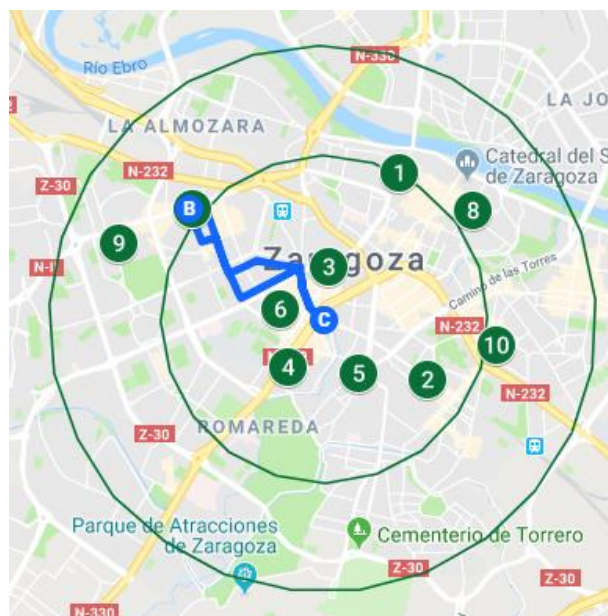 N-330
Río Ebro
LA ALMOZARA
LA JO
N-232
Catedral del S
de Zaragoza
Z-30
1
B
8
9
N-II
Zaragoza
3
Camino de las Torres
6
C
N-232
10
4
5
2
N-232
ROMAREDA
Z-30
Parque de Atracciones
de Zaragoza
Cementerio de Torrero
Z-30
N-330